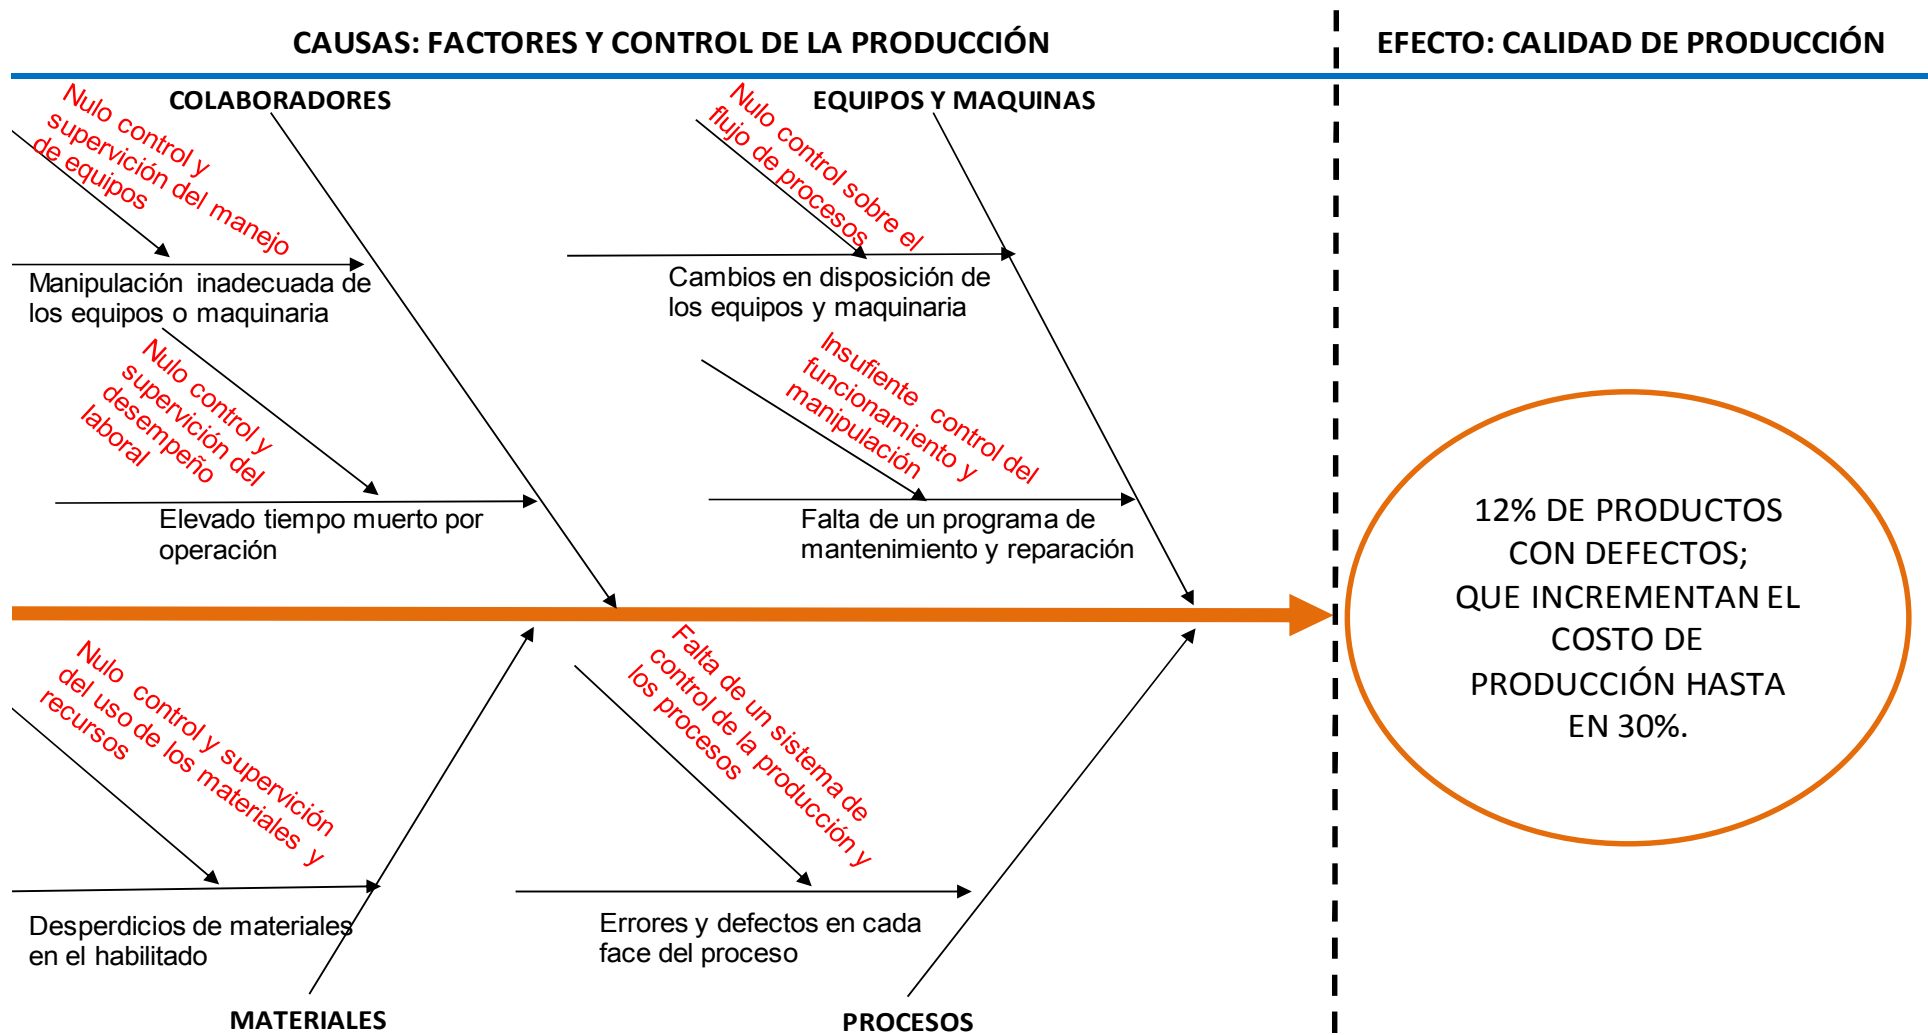 CAUSAS: FACTORES Y CONTROL DE LA PRODUCCIÓN
EFECTO: CALIDAD DE PRODUCCIÓN
COLABORADORES
Nulo control y
supervición del manejo
de equipos
Manipulación inadecuada de
los equipos o maquinaria
Nulo control y
supervición del
desempeño
laboral
Elevado tiempo muerto por
operación
EQUIPOS Y MAQUINAS
Nulo control sobre el
flujo de procesos
Cambios en disposición de
los equipos y maquinaria
Insufiente control del
funcionamiento y
manipulación
Falta de un programa de
mantenimiento y reparación
12% DE PRODUCTOS
CON DEFECTOS;
QUE INCREMENTAN EL
COSTO DE
PRODUCCIÓN HASTA
EN 30%.
Nulo control y supervición
del uso de los materiales y
recursos
Desperdicios de materiales
en el habilitado
MATERIALES
Falta de un sistema de
control de la producción y
los procesos
Errores y defectos en cada
face del proceso
PROCESOS